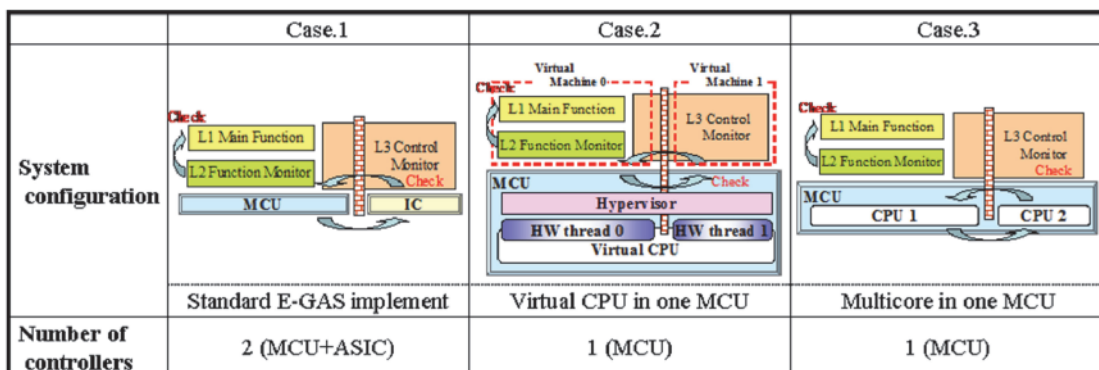 Case.1
Case.2
Case.3
System
configuration
Check
L1 Main Function
L2 Function Monitor
L3 Control
Monitor
Check
MCU
IC
Standard E-GAS implement
Virtual
Machine 0
Virtual
Machine 1
Check
L1 Main Function
L2 Function Monitor
L3 Control
Monitor
MCU
Check
Hypervisor
HW thread 0
HW thread 1
Virtual CPU
Virtual CPU in one MCU
Check
L1 Main Function
L2 Function Monitor
L3 Control
Monitor
Check
MCU
CPU 1
CPU 2
Multicore in one MCU
Number of
controllers
2 (MCU+ASIC)
1 (MCU)
1 (MCU)